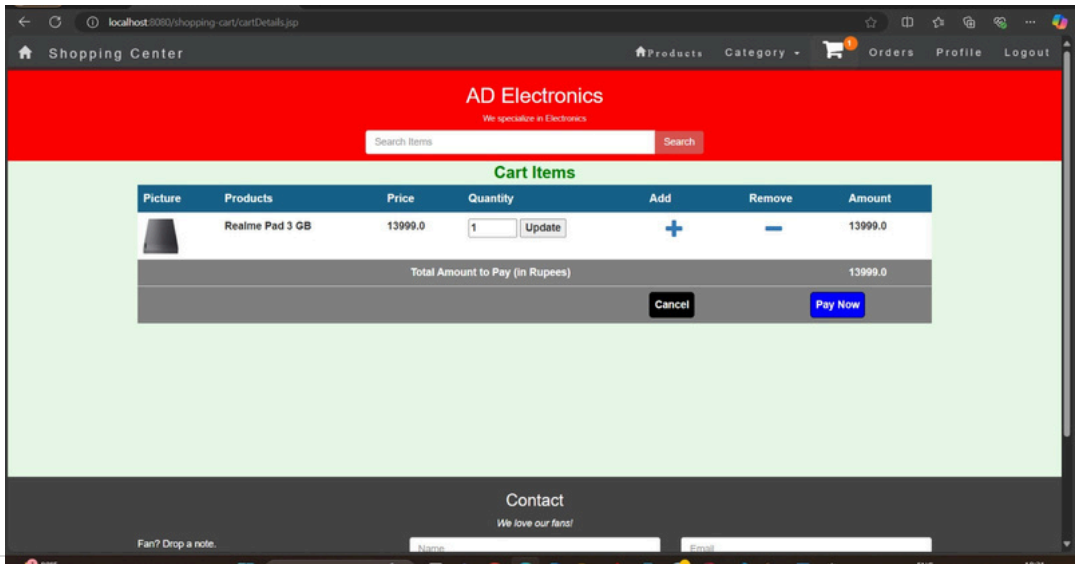 localhost:8080/shopping-cart/cartDetails.jsp
Shopping Center Products Category 1 Orders Profile Logout
AD Electronics
We specialize in Electronics
Search Items Search
Cart Items
Picture Products Price Quantity Add Remove Amount
Realme Pad 3 GB 13999.0 1 Update 13999.0
Total Amount to Pay (in Rupees) 13999.0
Cancel Pay Now
Contact
We love our fans!
Fan? Drop a note. Name Email